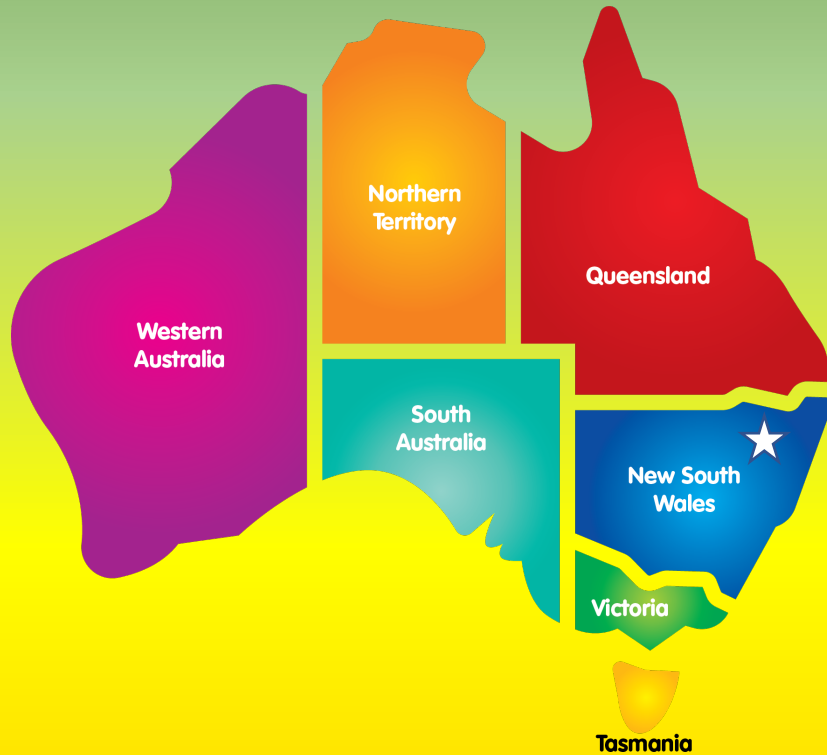 Northern
Territory
Queensland
Western
Australia
South
Australia
New South
Wales
Victoria
Tasmania